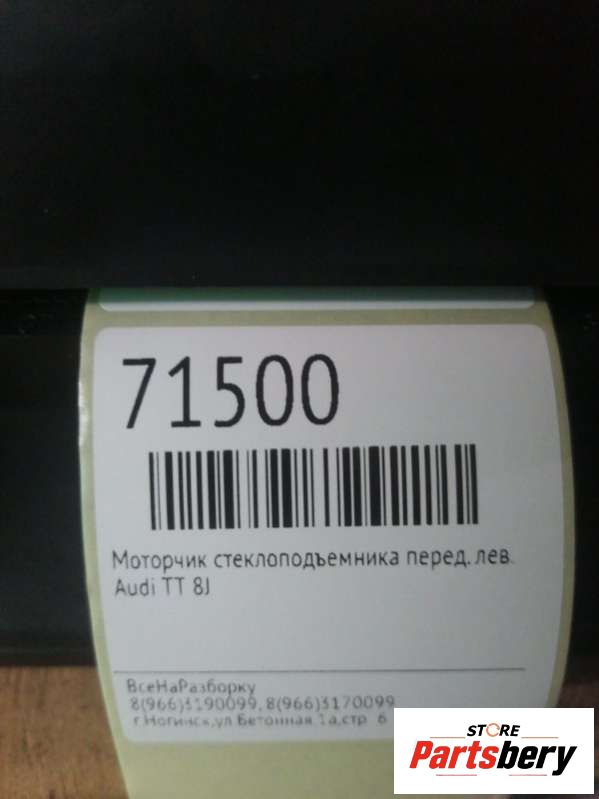 71500
Моторчик стеклоподъемника перед. лев.
Audi TT 8J
ВсеНаРазборку
8(966)3190099, 8(966)3170099
г.Ногинск,ул.Бетонная 1а,стр 6
STORE
Partsbery